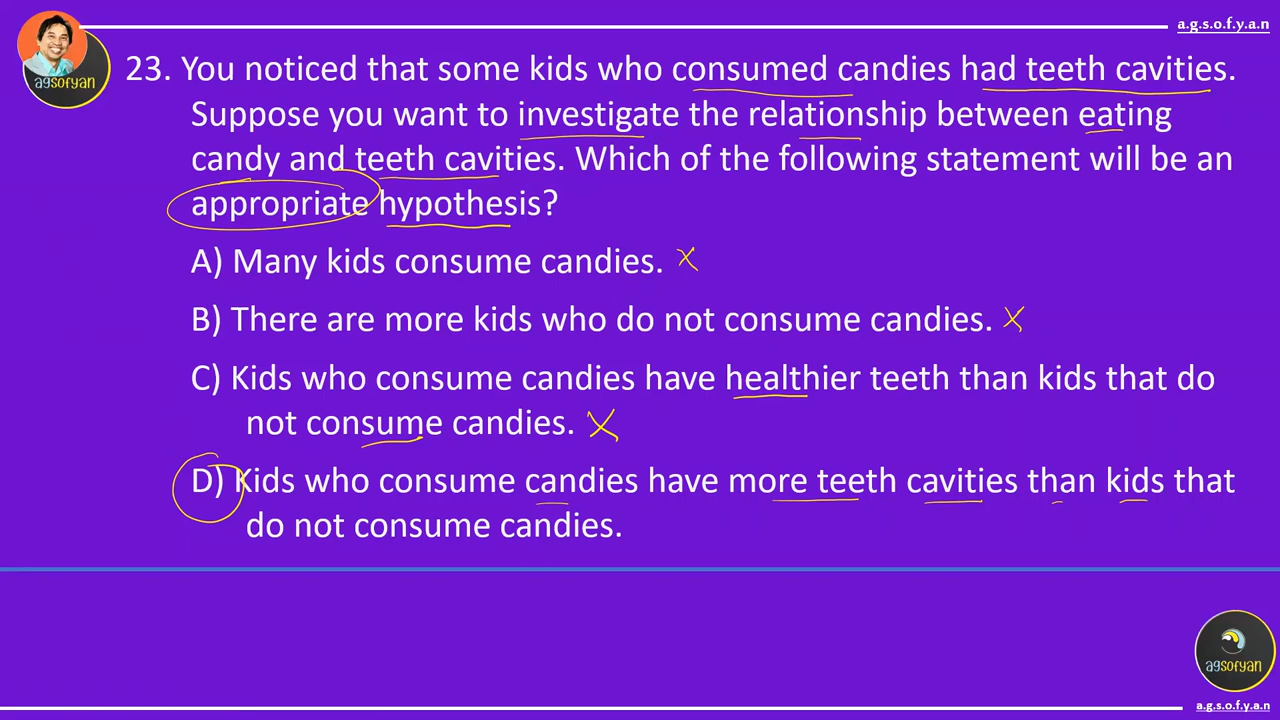 a.g.s.o.f.y.a.n
agsofyan
23. You noticed that some kids who consumed candies had teeth cavities.
Suppose you want to investigate the relationship between eating
candy and teeth cavities. Which of the following statement will be an
appropriate hypothesis?
A) Many kids consume candies. X
B) There are more kids who do not consume candies. X
C) Kids who consume candies have healthier teeth than kids that do
not consume candies. X
D) Kids who consume candies have more teeth cavities than kids that
do not consume candies.
agsofyan
a.g.s.o.f.y.a.n